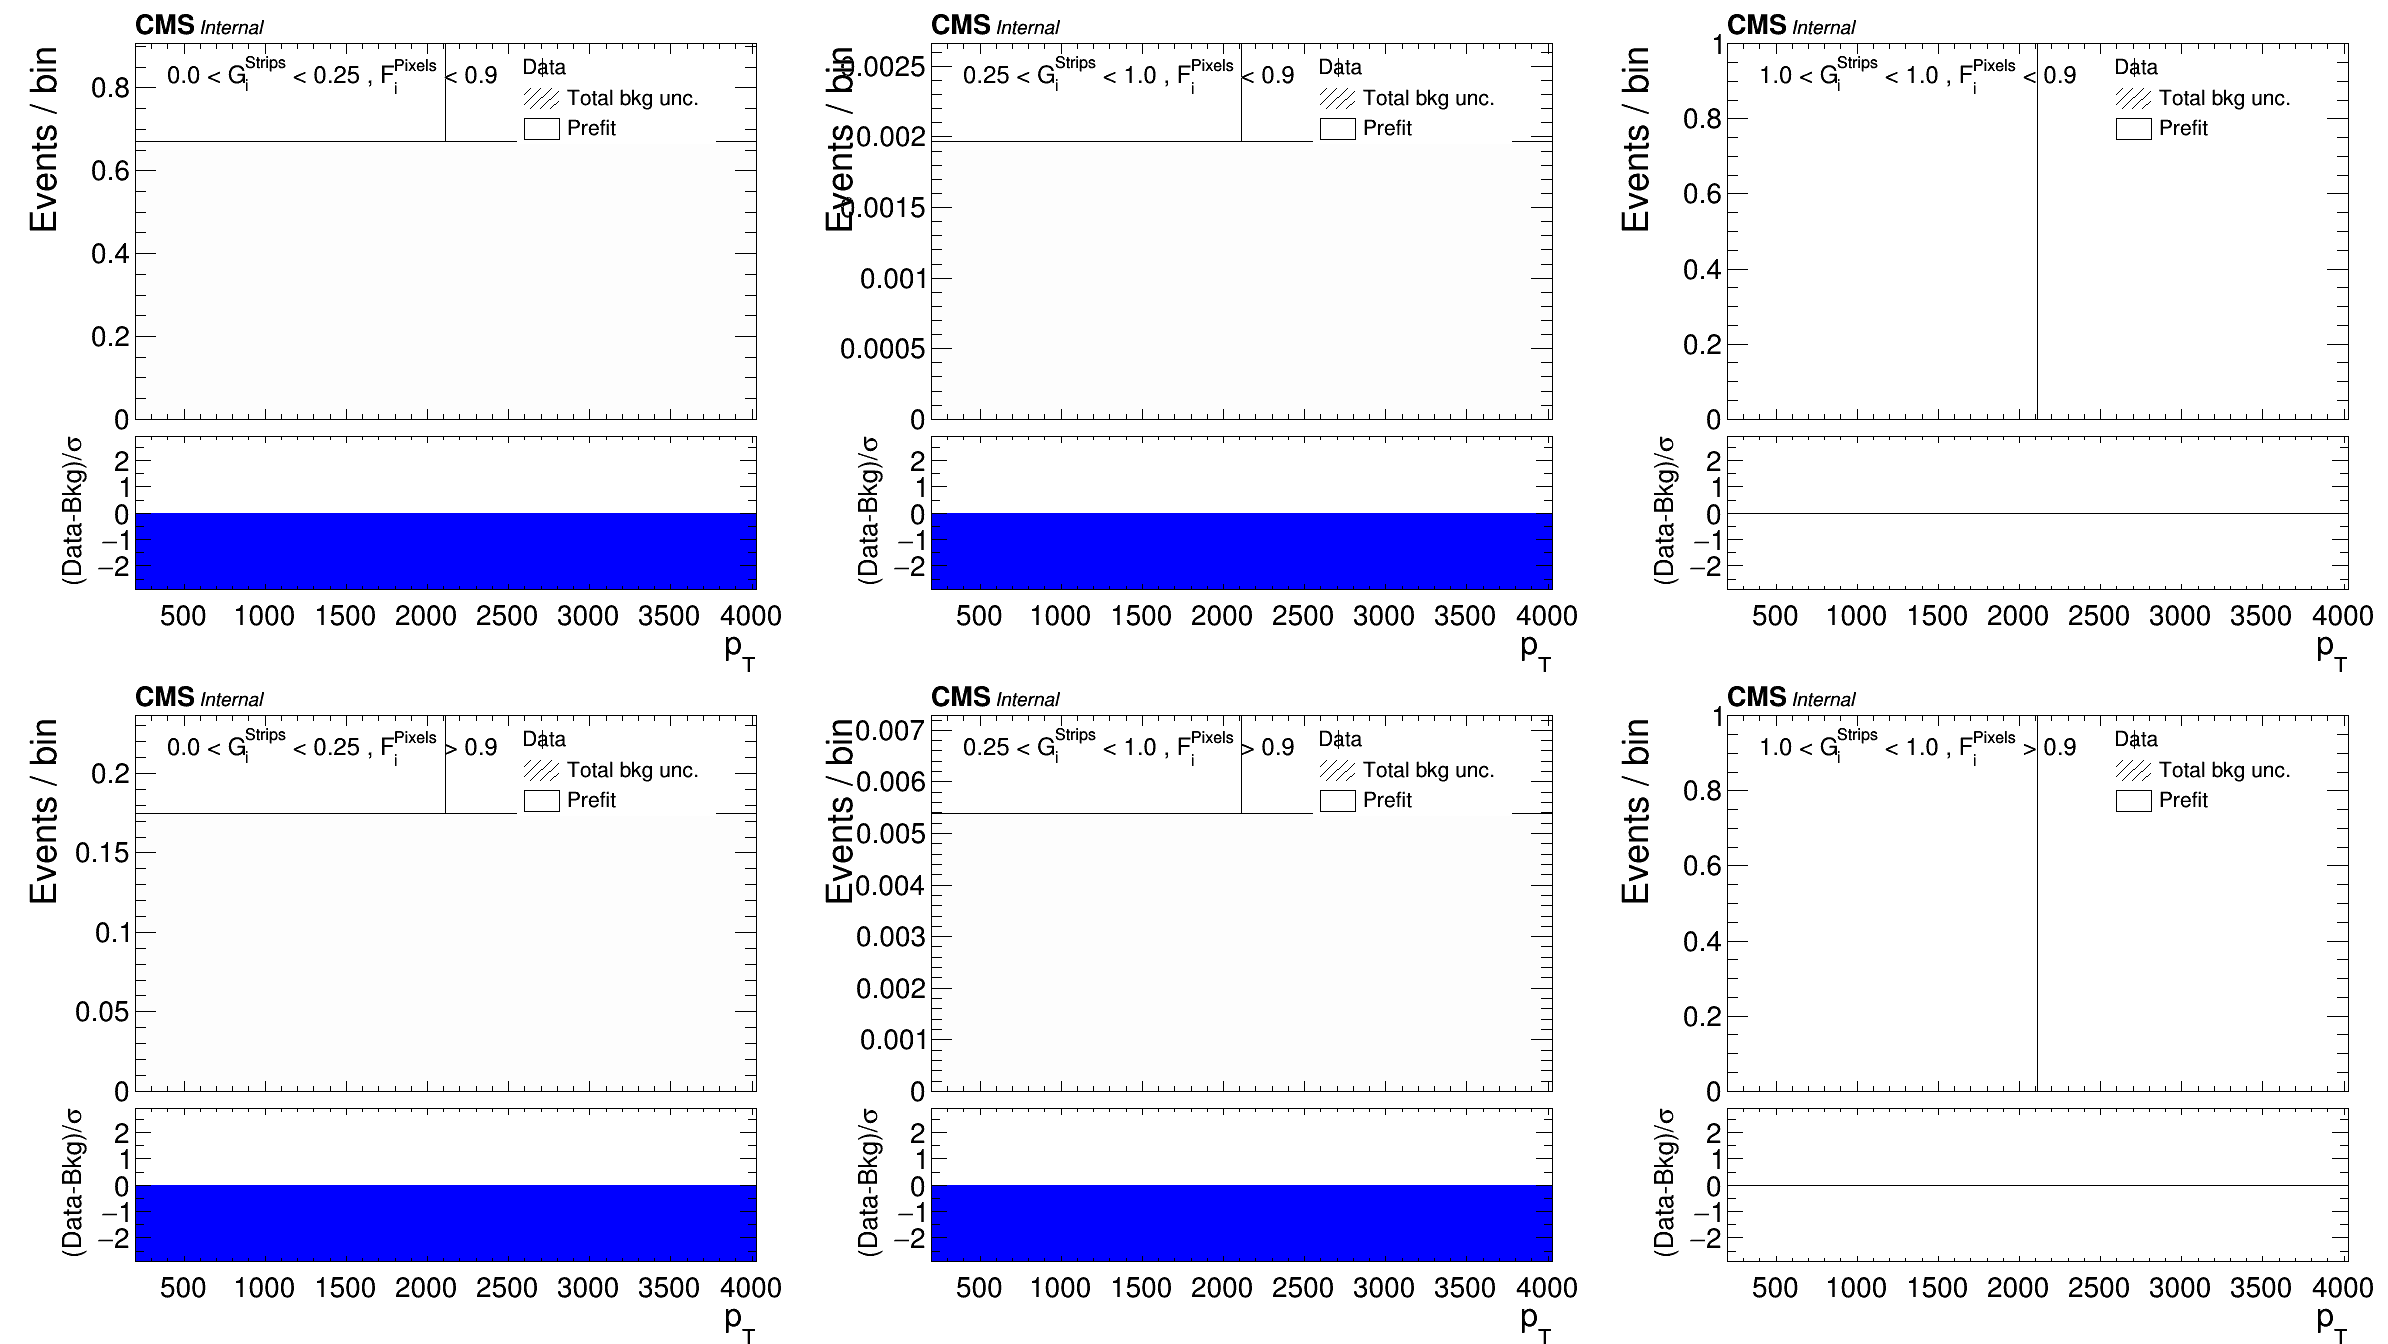 CMS Internal
Events / bin
0.0 < G_i^Strips < 0.25 , F_i^Pixels < 0.9
Data
Total bkg unc.
Prefit
0.8
0.6
0.4
0.2
0
(Data-Bkg)/σ
2
1
0
−1
−2
500 1000 1500 2000 2500 3000 3500 4000
p_T
CMS Internal
Events / bin
0.25 < G_i^Strips < 1.0 , F_i^Pixels < 0.9
Data
Total bkg unc.
Prefit
0.0025
0.002
0.0015
0.001
0.0005
0
(Data-Bkg)/σ
2
1
0
−1
−2
500 1000 1500 2000 2500 3000 3500 4000
p_T
CMS Internal
Events / bin
1.0 < G_i^Strips < 1.0 , F_i^Pixels < 0.9
Data
Total bkg unc.
Prefit
1
0.8
0.6
0.4
0.2
0
(Data-Bkg)/σ
2
1
0
−1
−2
500 1000 1500 2000 2500 3000 3500 4000
p_T
CMS Internal
Events / bin
0.0 < G_i^Strips < 0.25 , F_i^Pixels > 0.9
Data
Total bkg unc.
Prefit
0.2
0.15
0.1
0.05
0
(Data-Bkg)/σ
2
1
0
−1
−2
500 1000 1500 2000 2500 3000 3500 4000
p_T
CMS Internal
Events / bin
0.25 < G_i^Strips < 1.0 , F_i^Pixels > 0.9
Data
Total bkg unc.
Prefit
0.007
0.006
0.005
0.004
0.003
0.002
0.001
0
(Data-Bkg)/σ
2
1
0
−1
−2
500 1000 1500 2000 2500 3000 3500 4000
p_T
CMS Internal
Events / bin
1.0 < G_i^Strips < 1.0 , F_i^Pixels > 0.9
Data
Total bkg unc.
Prefit
1
0.8
0.6
0.4
0.2
0
(Data-Bkg)/σ
2
1
0
−1
−2
500 1000 1500 2000 2500 3000 3500 4000
p_T